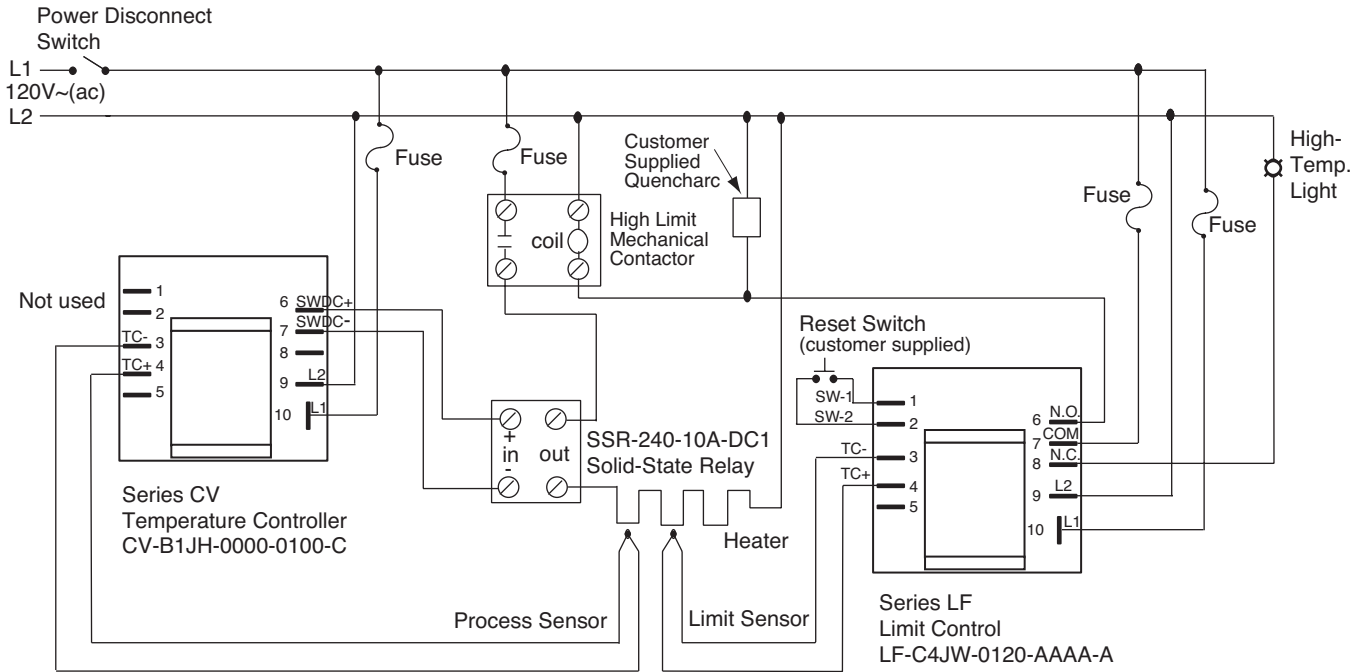 Power Disconnect
Switch
L1
120V~(ac)
L2
Fuse
Fuse
Customer
Supplied
Quencharc
High-
Temp.
Light
Fuse
Fuse
coil
High Limit
Mechanical
Contactor
Not used
1
2
TC- 3
TC+ 4
5
6 SWDC+
7 SWDC-
8
9 L2
10 L1
Reset Switch
(customer supplied)
SW-1 1
SW-2 2
TC- 3
TC+ 4
5
6 N.O.
7 COM
8 N.C.
9 L2
10 L1
+
in
-
out
SSR-240-10A-DC1
Solid-State Relay
Heater
Series CV
Temperature Controller
CV-B1JH-0000-0100-C
Process Sensor
Limit Sensor
Series LF
Limit Control
LF-C4JW-0120-AAAA-A